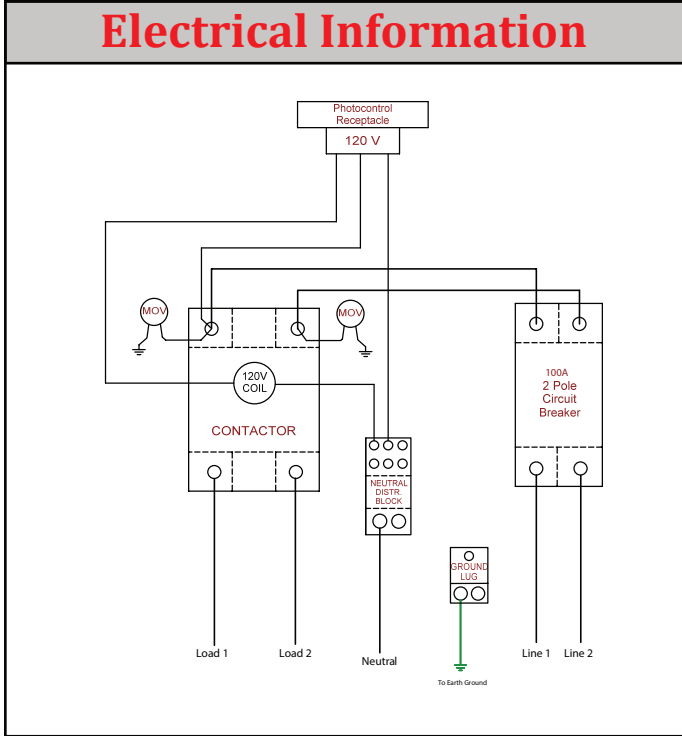 Electrical Information
Photocontrol
Receptacle
120 V
MOV
MOV
120V
COIL
CONTACTOR
100A
2 Pole
Circuit
Breaker
NEUTRAL
DISTR.
BLOCK
GROUND
LUG
Load 1
Load 2
Neutral
Line 1
Line 2
To Earth Ground